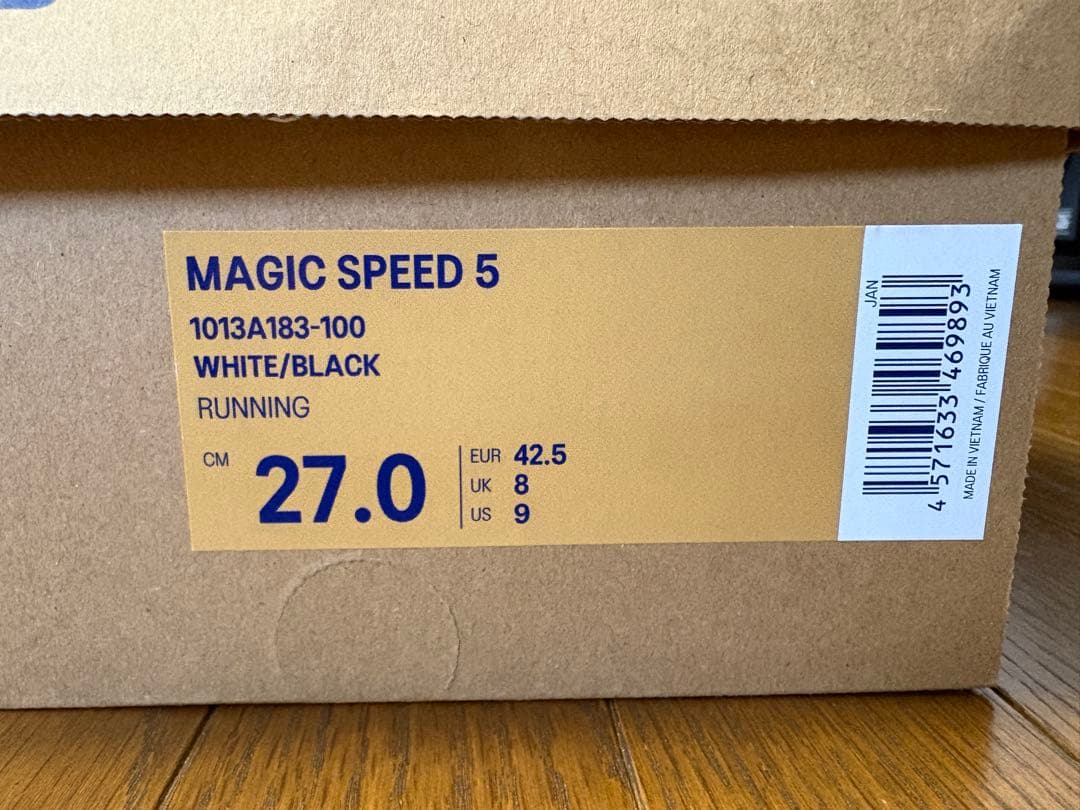 MAGIC SPEED 5
1013A183-100
WHITE/BLACK
RUNNING
CM 27.0
EUR 42.5
UK 8
US 9
JAN
4 571633 469893
MADE IN VIETNAM / FABRIQUE AU VIETNAM